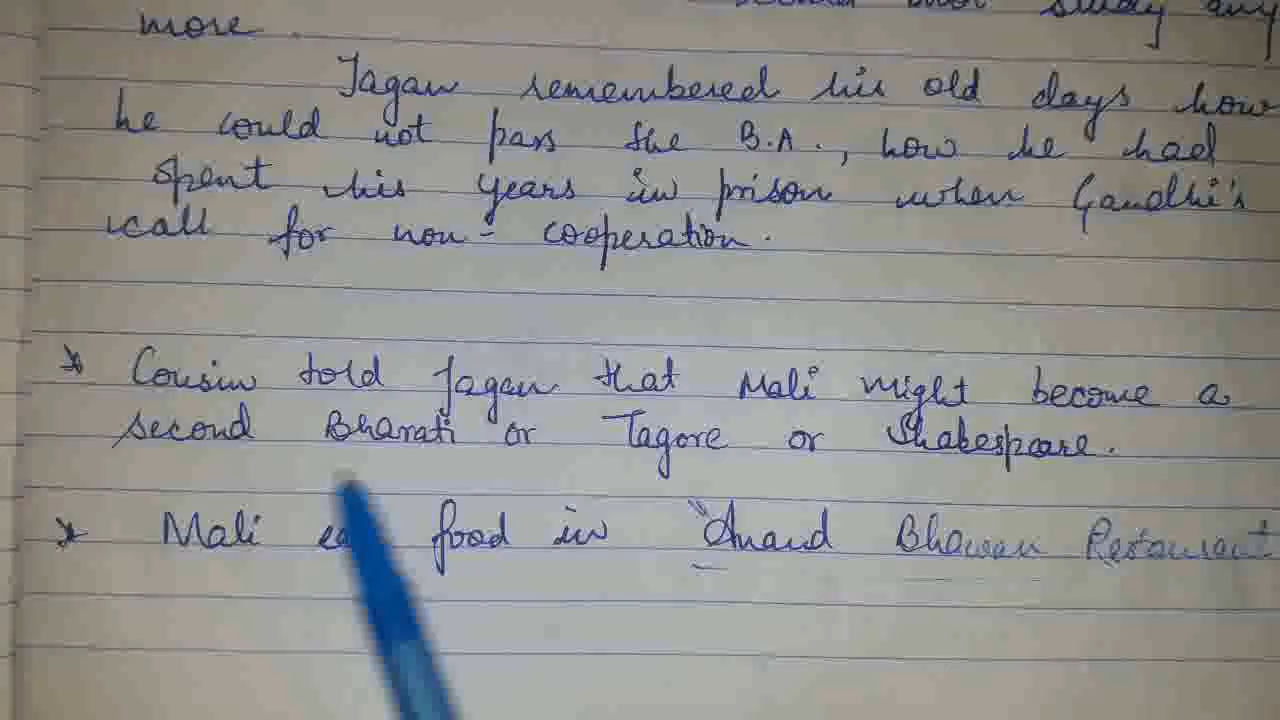 study any
more.
Jagan remembered his old days how
he could not pass the B.A., how he had
spent his years in prison when Gandhi's
call for non-cooperation.
* Cousin told Jagan that Mali might become a
second Bharati or Tagore or Shakespeare.
* Mali food in "Anand Bhawan Restaurant